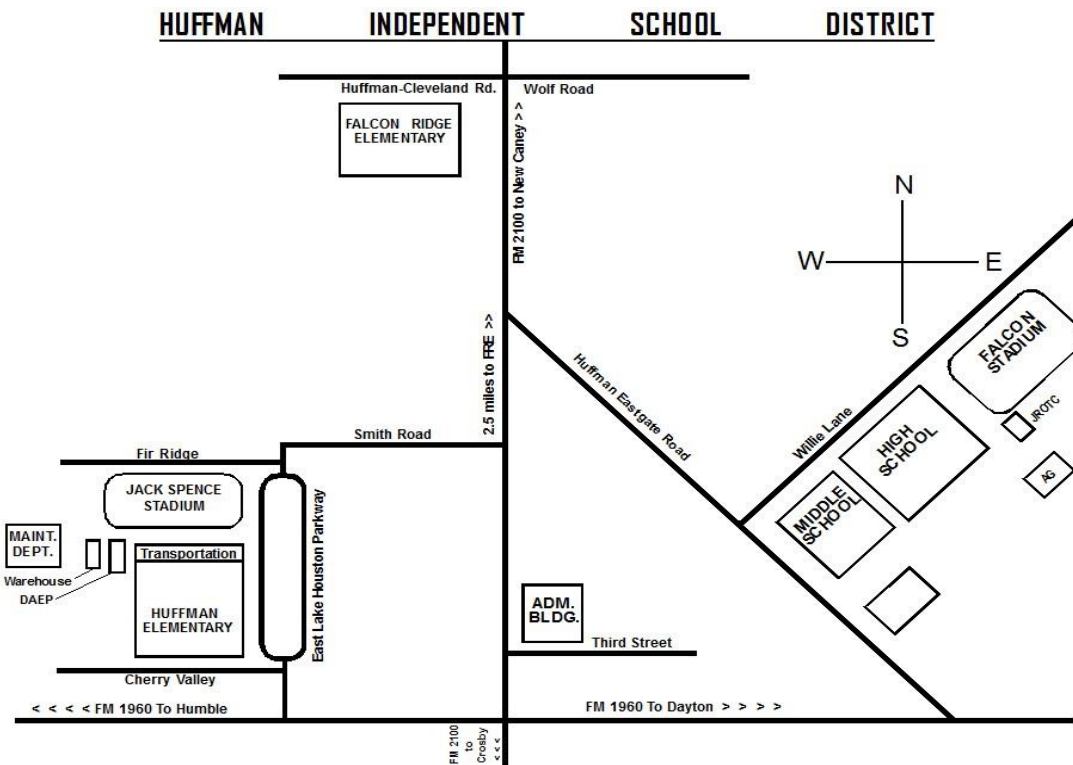 HUFFMAN INDEPENDENT SCHOOL DISTRICT
Huffman-Cleveland Rd.
Wolf Road
FALCON RIDGE
ELEMENTARY
FM 2100 to New Caney > >
N
W
E
S
FALCON
STADIUM
2.5 miles to FRE >>
Huffman Eastgate Road
Willie Lane
JROTC
HIGH
SCHOOL
AG
Smith Road
Fir Ridge
JACK SPENCE
STADIUM
MIDDLE
SCHOOL
East Lake Houston Parkway
MAINT.
DEPT.
Transportation
Warehouse
DAEP
HUFFMAN
ELEMENTARY
ADM.
BLDG.
Third Street
Cherry Valley
< < < < FM 1960 To Humble
FM 1960 To Dayton > > > >
FM 2100
to
Crosby
< < <